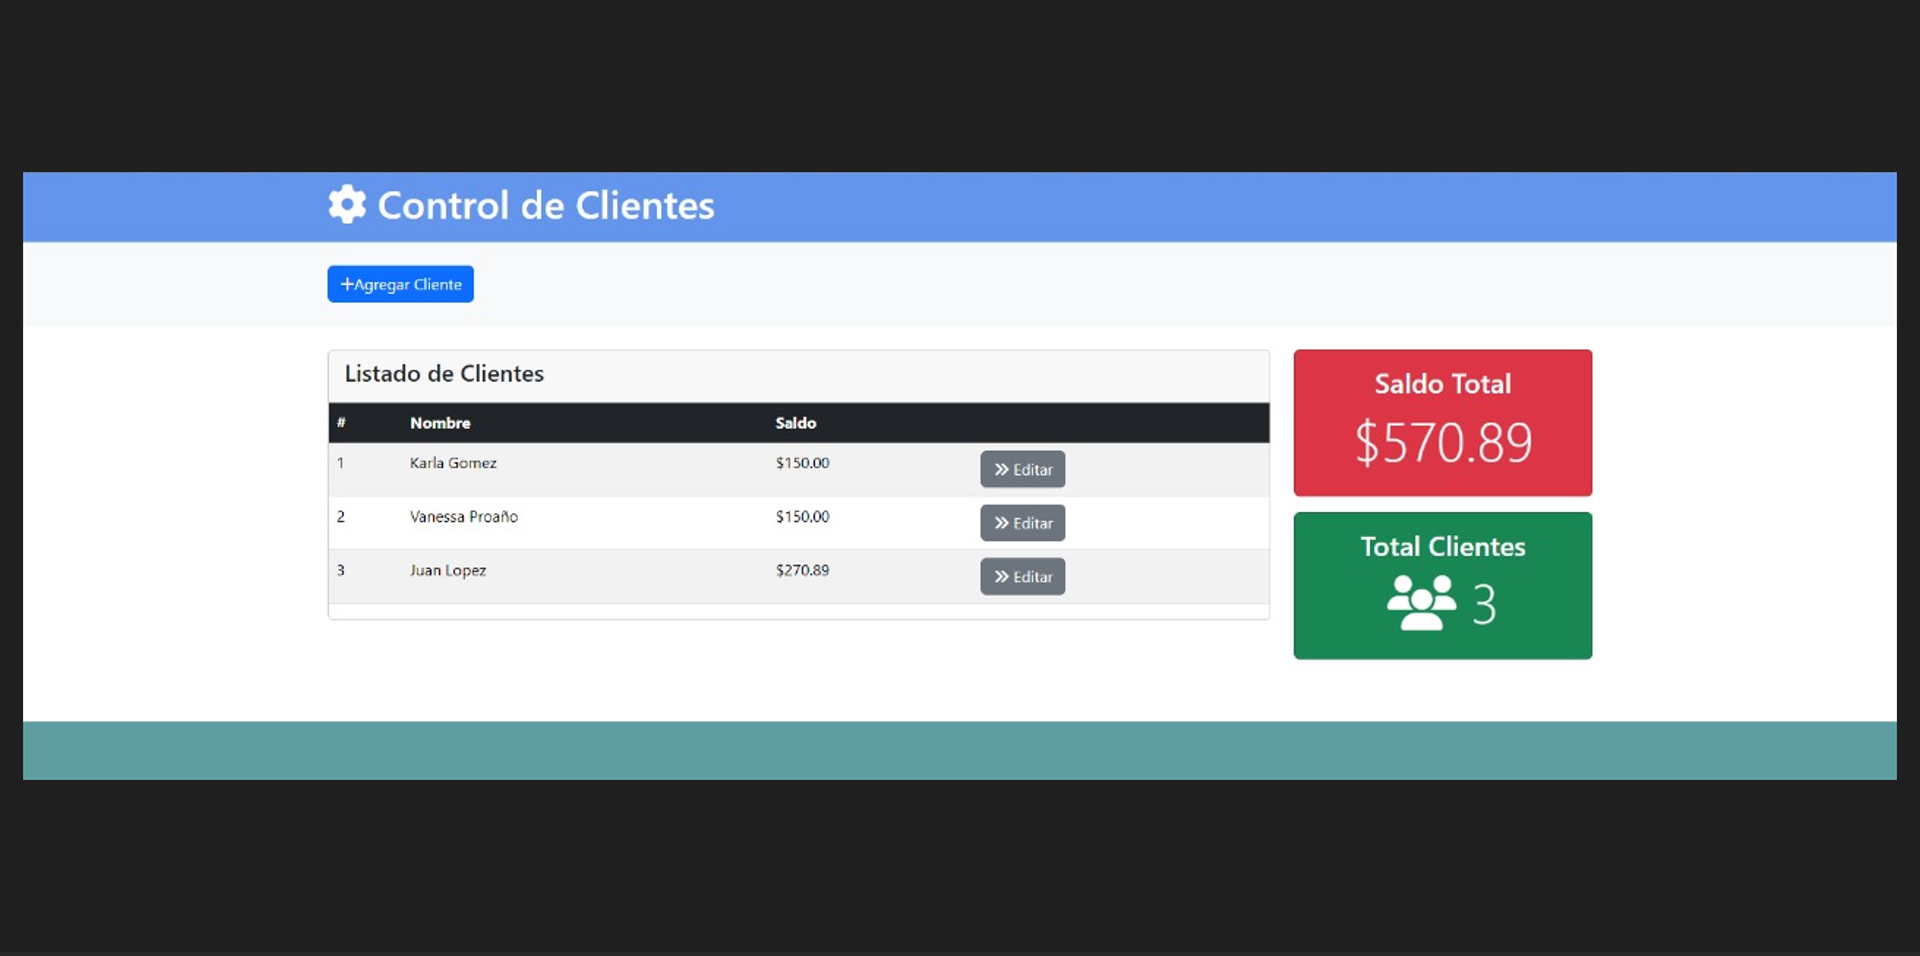 Control de Clientes
+Agregar Cliente
Listado de Clientes
# Nombre Saldo
1 Karla Gomez $150.00 Editar
2 Vanessa Proaño $150.00 Editar
3 Juan Lopez $270.89 Editar
Saldo Total
$570.89
Total Clientes
3